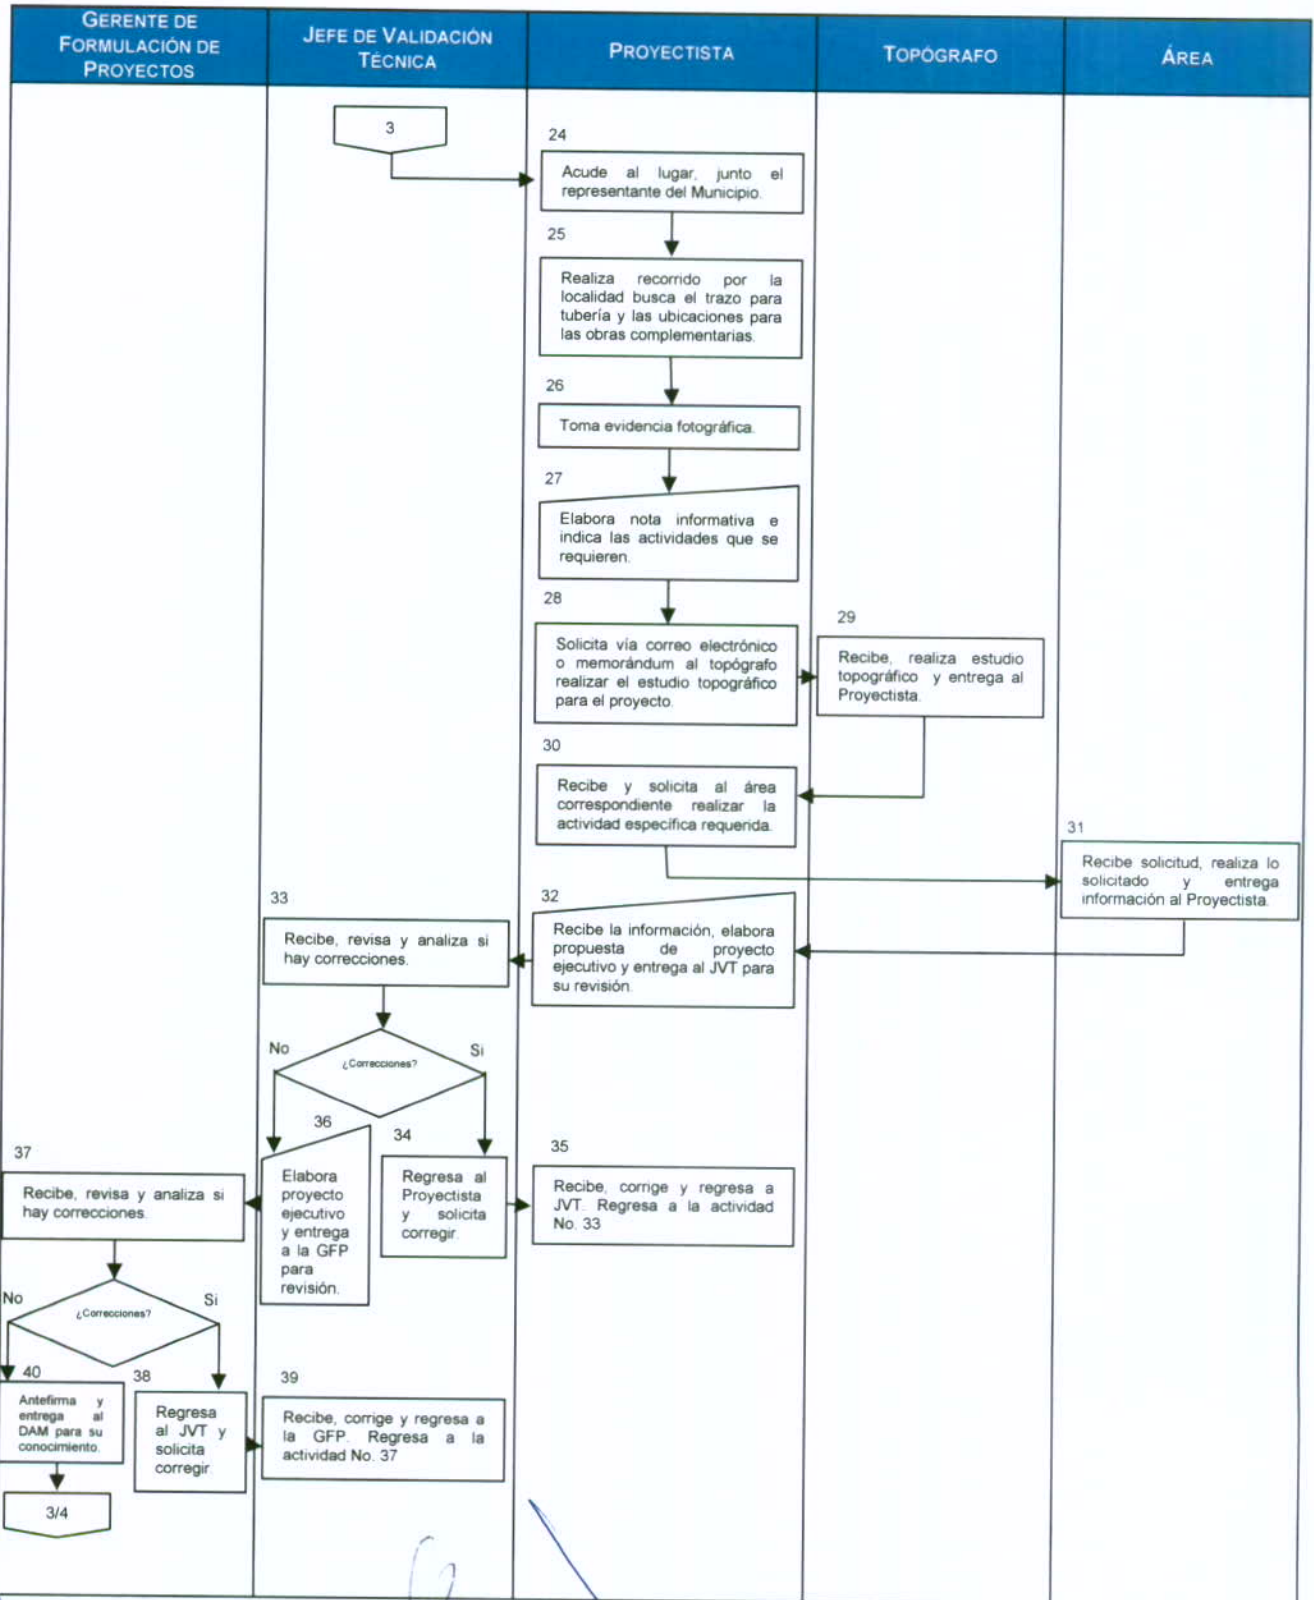 GERENTE DE
FORMULACIÓN DE
PROYECTOS
JEFE DE VALIDACIÓN
TÉCNICA
PROYECTISTA
TOPÓGRAFO
ÁREA
3
24
Acude al lugar, junto el
representante del Municipio.
25
Realiza recorrido por la
localidad busca el trazo para
tubería y las ubicaciones para
las obras complementarias.
26
Toma evidencia fotográfica.
27
Elabora nota informativa e
indica las actividades que se
requieren.
28
Solicita vía correo electrónico
o memorándum al topógrafo
realizar el estudio topográfico
para el proyecto.
29
Recibe, realiza estudio
topográfico y entrega al
Proyectista.
30
Recibe y solicita al área
correspondiente realizar la
actividad específica requerida.
31
Recibe solicitud, realiza lo
solicitado y entrega
información al Proyectista.
32
Recibe la información, elabora
propuesta de proyecto
ejecutivo y entrega al JVT para
su revisión.
33
Recibe, revisa y analiza si
hay correcciones.
No
¿Correcciones?
Si
36
Elabora
proyecto
ejecutivo
y entrega
a la GFP
para
revisión.
34
Regresa al
Proyectista
y solicita
corregir.
35
Recibe, corrige y regresa a
JVT. Regresa a la actividad
No. 33
37
Recibe, revisa y analiza si
hay correcciones.
No
¿Correcciones?
Si
40
Antefirma y
entrega al
DAM para su
conocimiento.
38
Regresa
al JVT y
solicita
corregir.
39
Recibe, corrige y regresa a
la GFP. Regresa a la
actividad No. 37
3/4